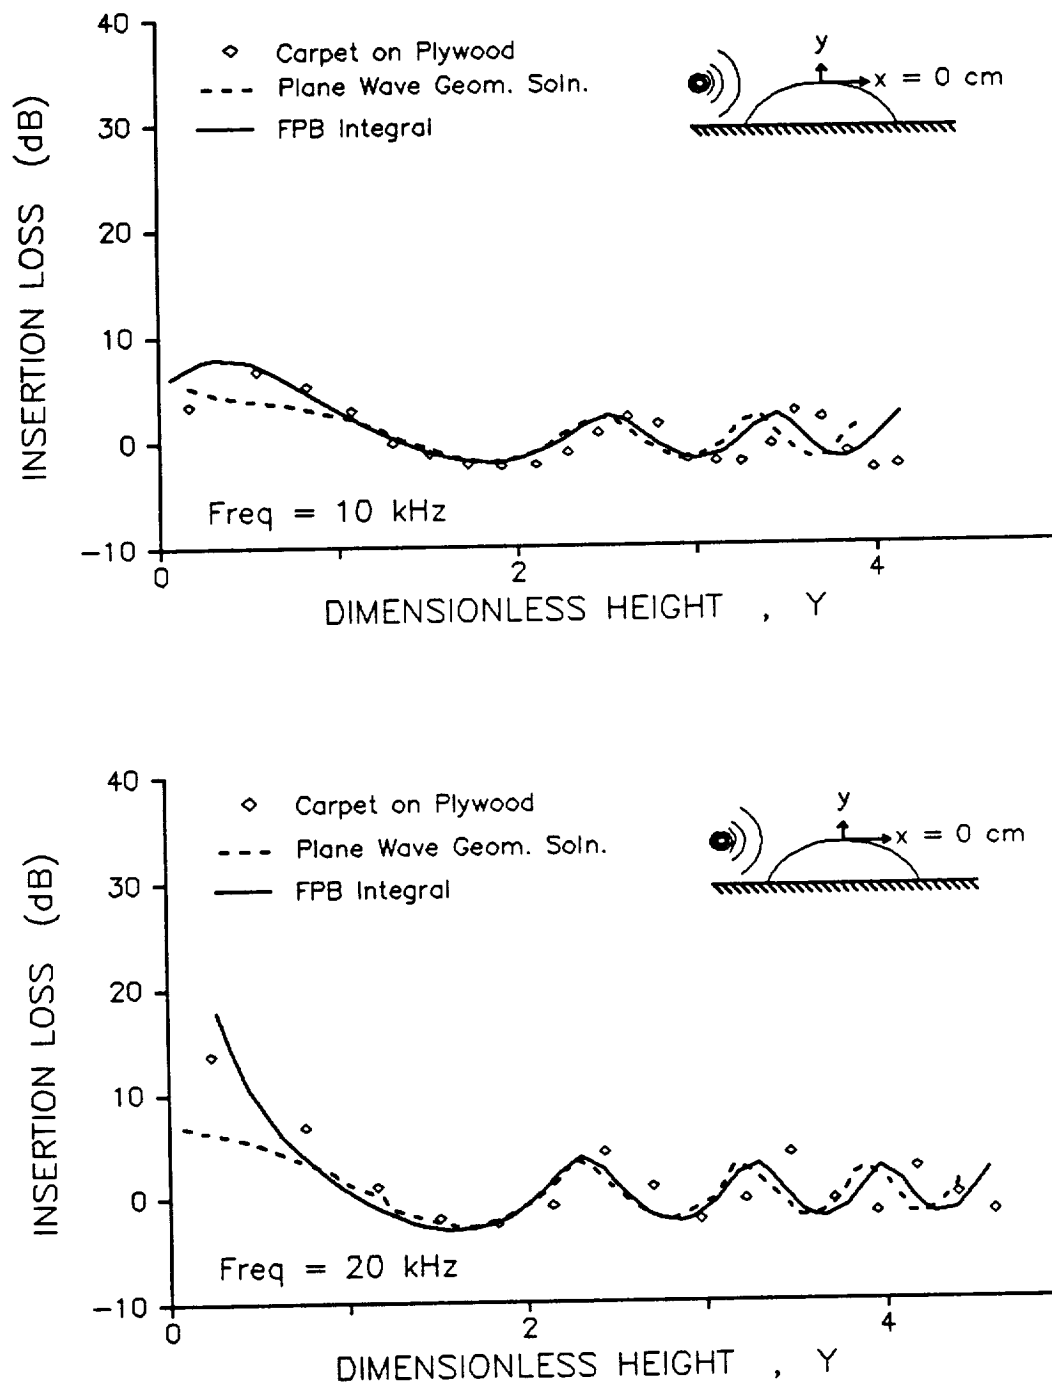 40
30
20
10
0
-10
INSERTION LOSS (dB)
Carpet on Plywood
Plane Wave Geom. Soln.
FPB Integral
y
x = 0 cm
Freq = 10 kHz
0
2
4
DIMENSIONLESS HEIGHT , Y
40
30
20
10
0
-10
INSERTION LOSS (dB)
Carpet on Plywood
Plane Wave Geom. Soln.
FPB Integral
y
x = 0 cm
Freq = 20 kHz
0
2
4
DIMENSIONLESS HEIGHT , Y